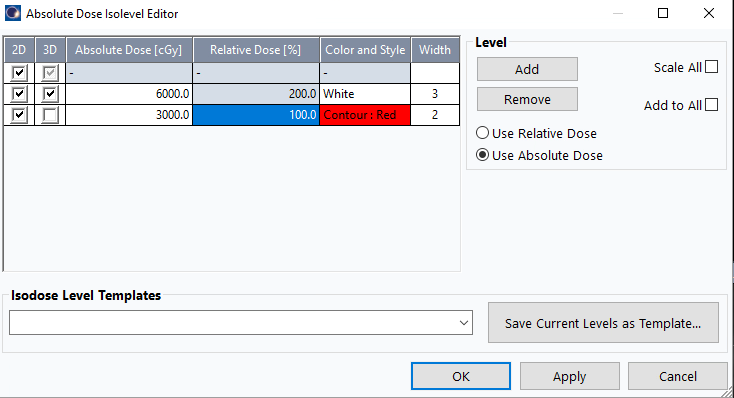 Absolute Dose Isolevel Editor
2D 3D Absolute Dose [cGy] Relative Dose [%] Color and Style Width
- - -
6000.0 200.0 White 3
3000.0 100.0 Contour : Red 2
Level
Add Scale All
Remove Add to All
Use Relative Dose
Use Absolute Dose
Isodose Level Templates
Save Current Levels as Template...
OK Apply Cancel